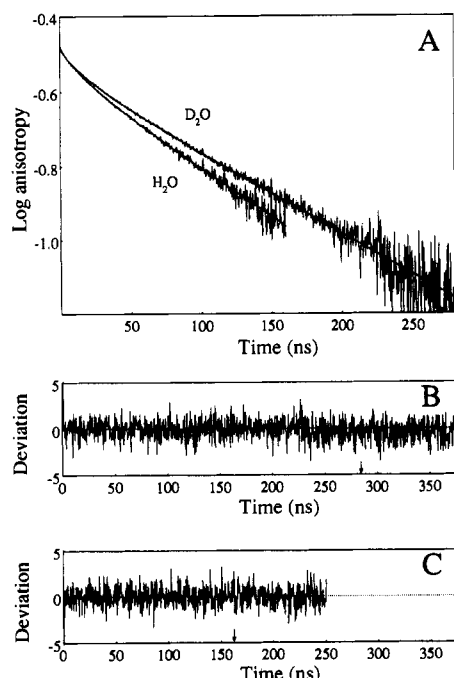 A
Log anisotropy
-0.4
-0.6
-0.8
-1.0
D₂O
H₂O
50 100 150 200 250
Time (ns)
B
Deviation
5
0
-5
0 50 100 150 200 250 300 350
Time (ns)
C
Deviation
5
0
-5
0 50 100 150 200 250 300 350
Time (ns)